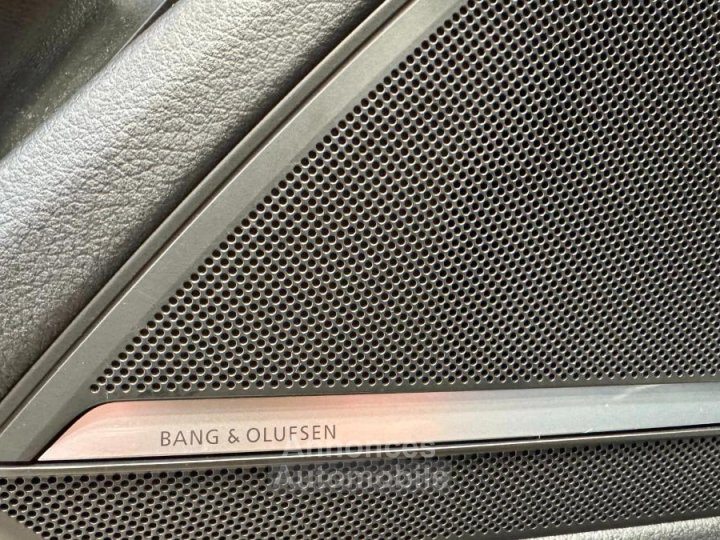 BANG & OLUFSEN
Annonces
Automobile